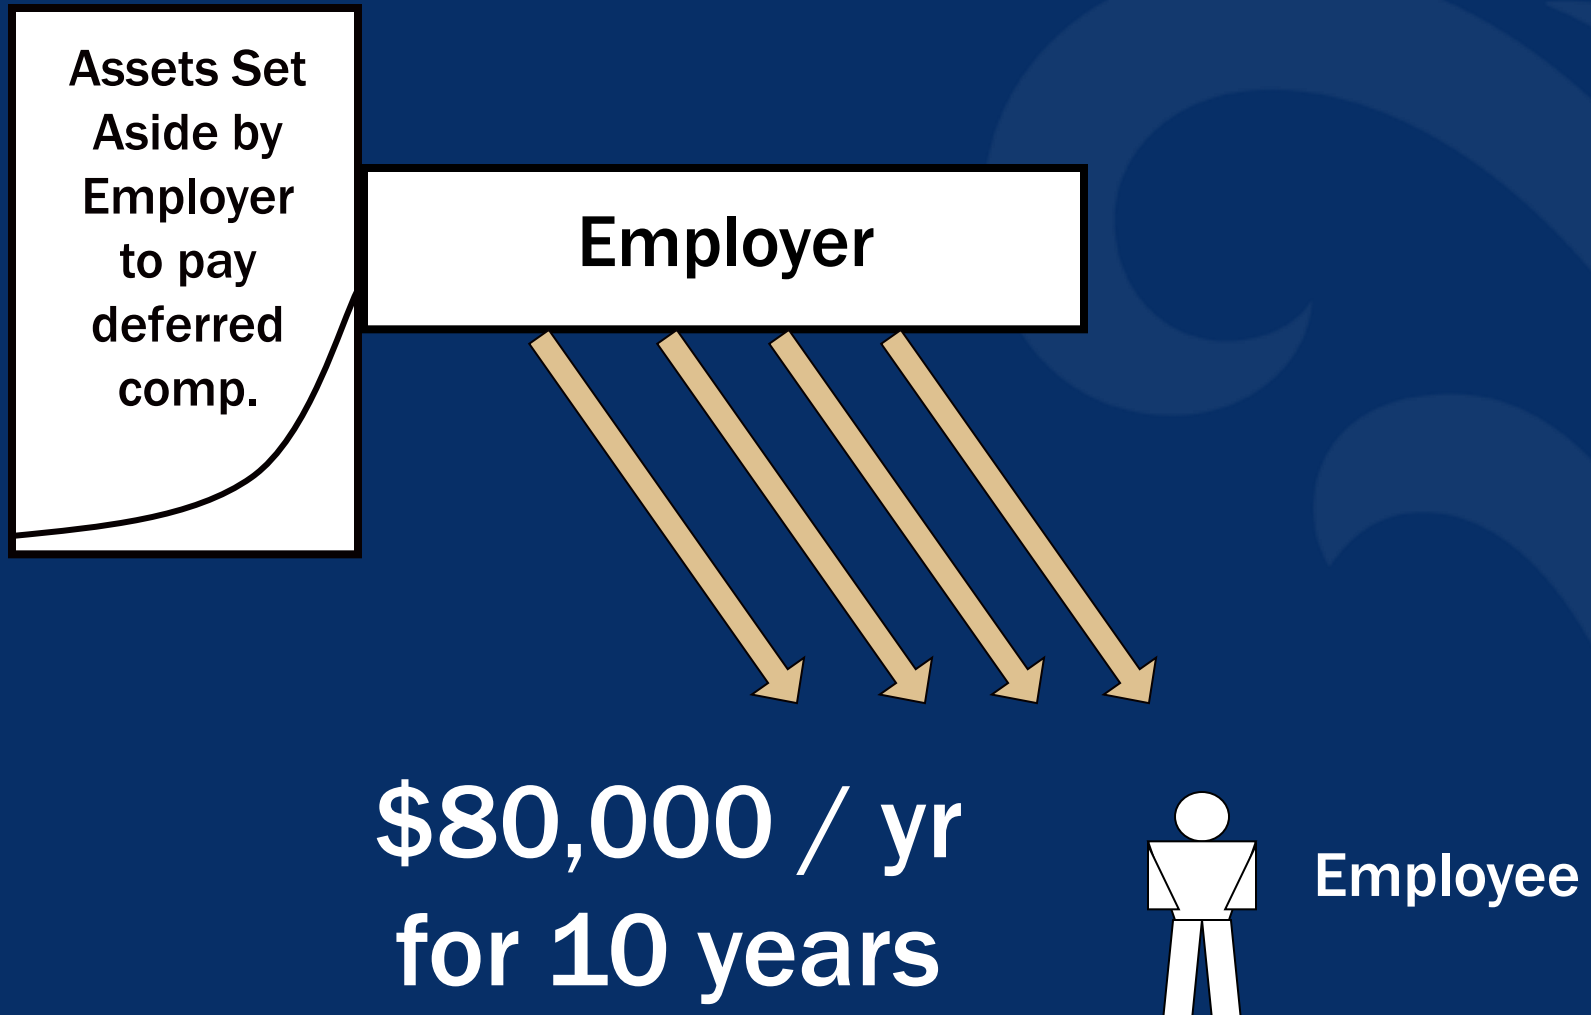 Assets Set
Aside by
Employer
to pay
deferred
comp.
Employer
$80,000 / yr
for 10 years
Employee